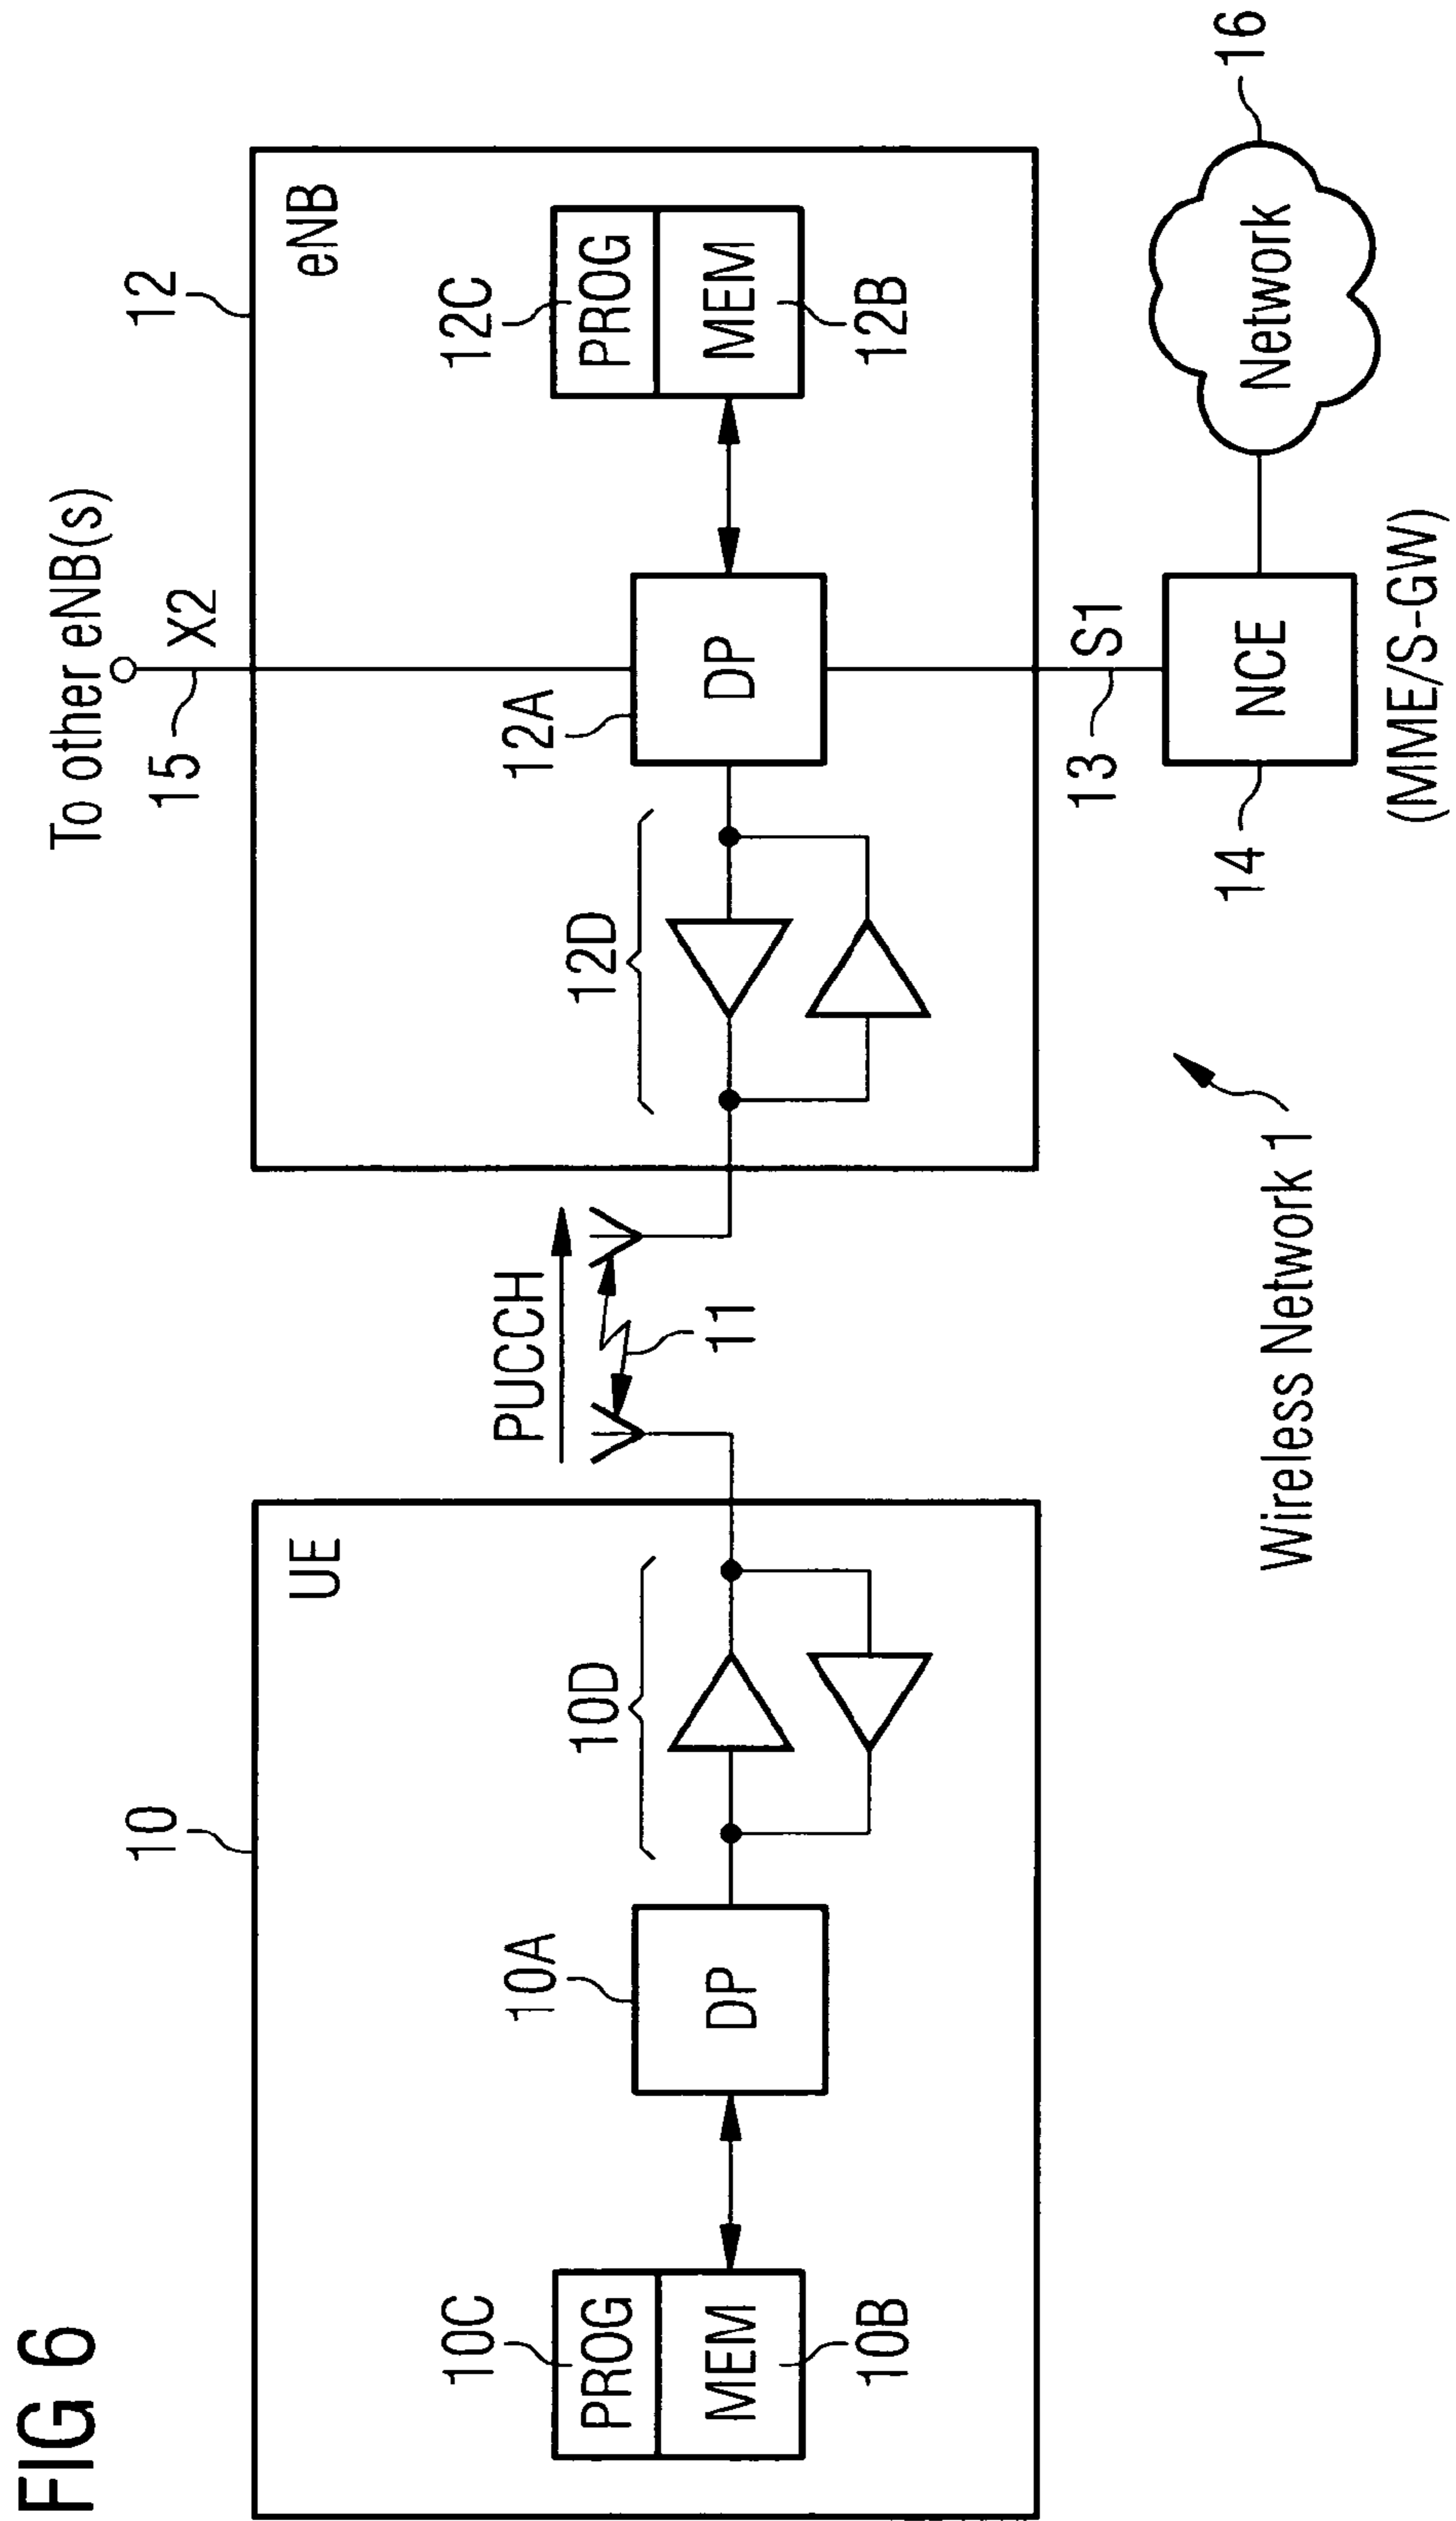 FIG 6
10
UE
10C
PROG
MEM
10B
10A
DP
10D
PUCCH
11
To other eNB(s)
15
X2
12
eNB
12D
12A
DP
12C
PROG
MEM
12B
13
S1
14
NCE
(MME/S-GW)
Network
16
Wireless Network 1